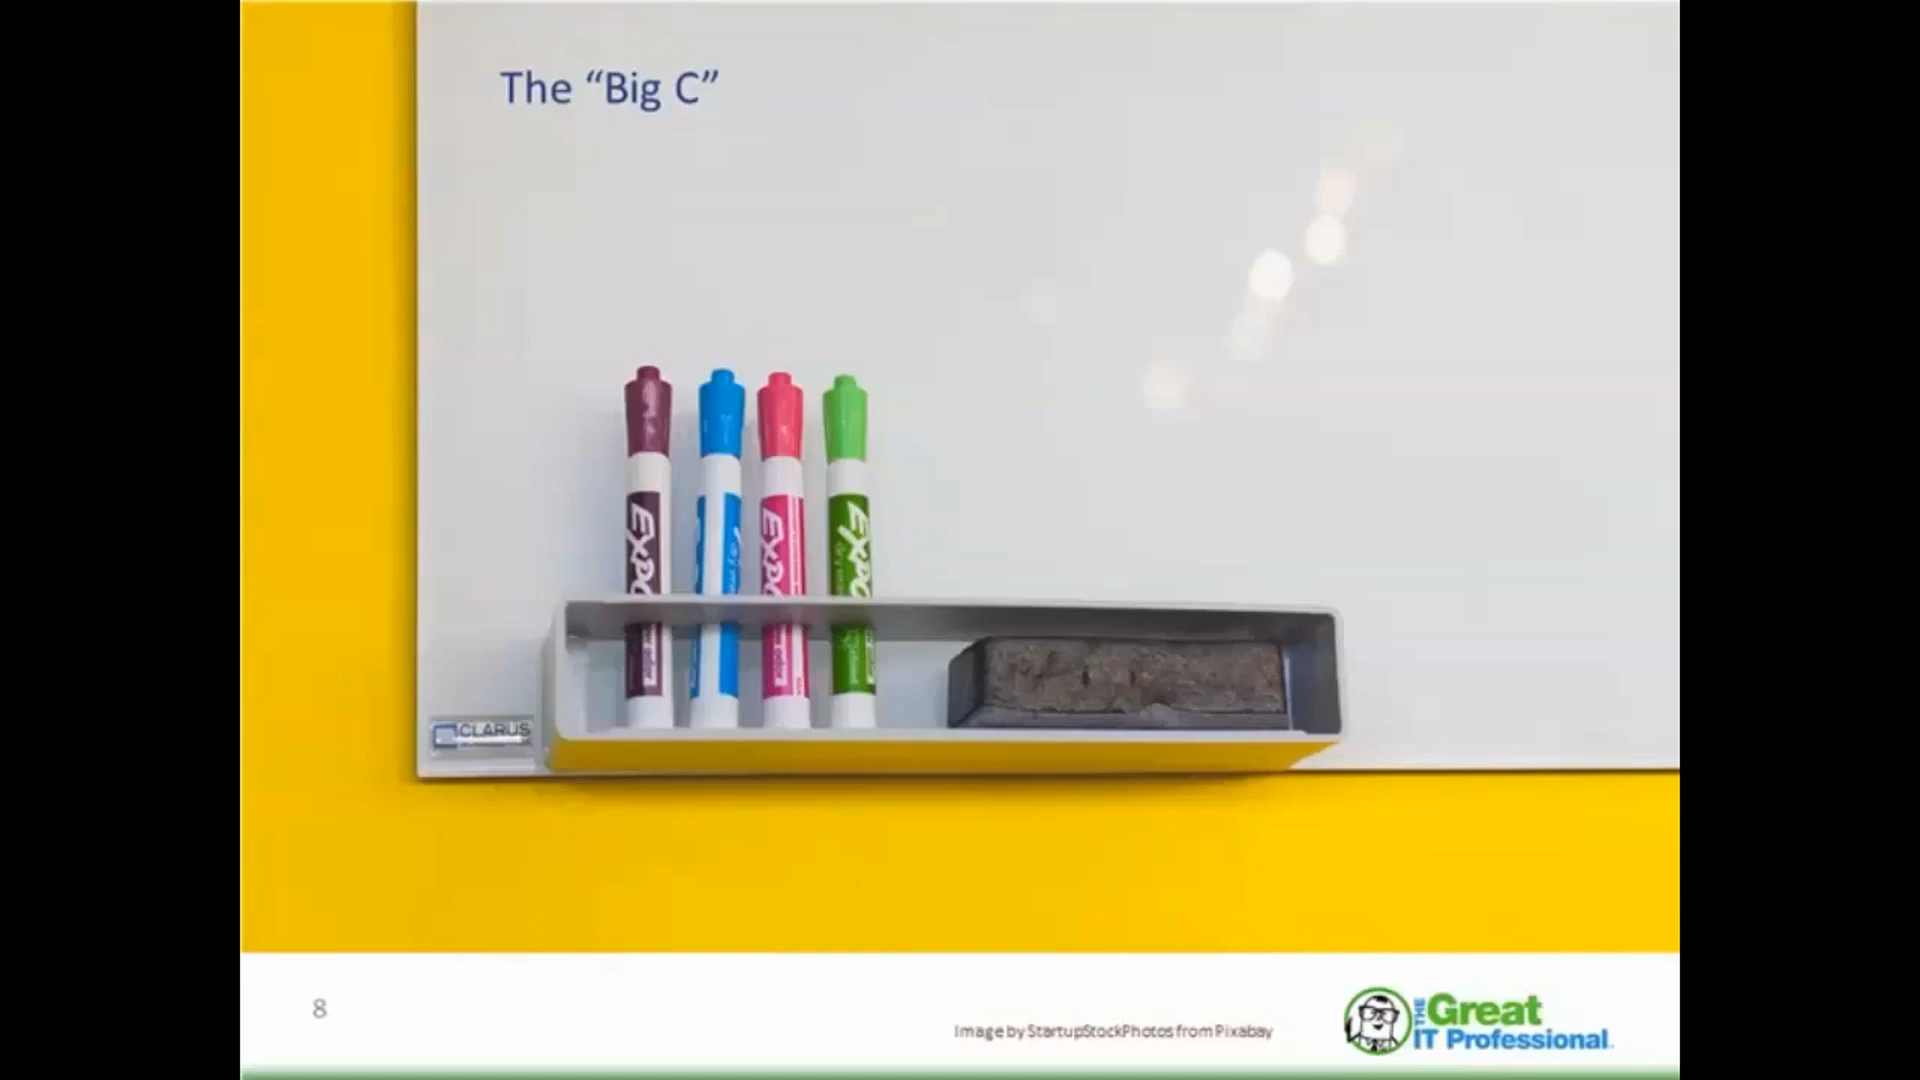 The “Big C”
EXPO
EXPO
EXPO
CLARUS
8
Image by StartupStockPhotos from Pixabay
THE Great
IT Professional